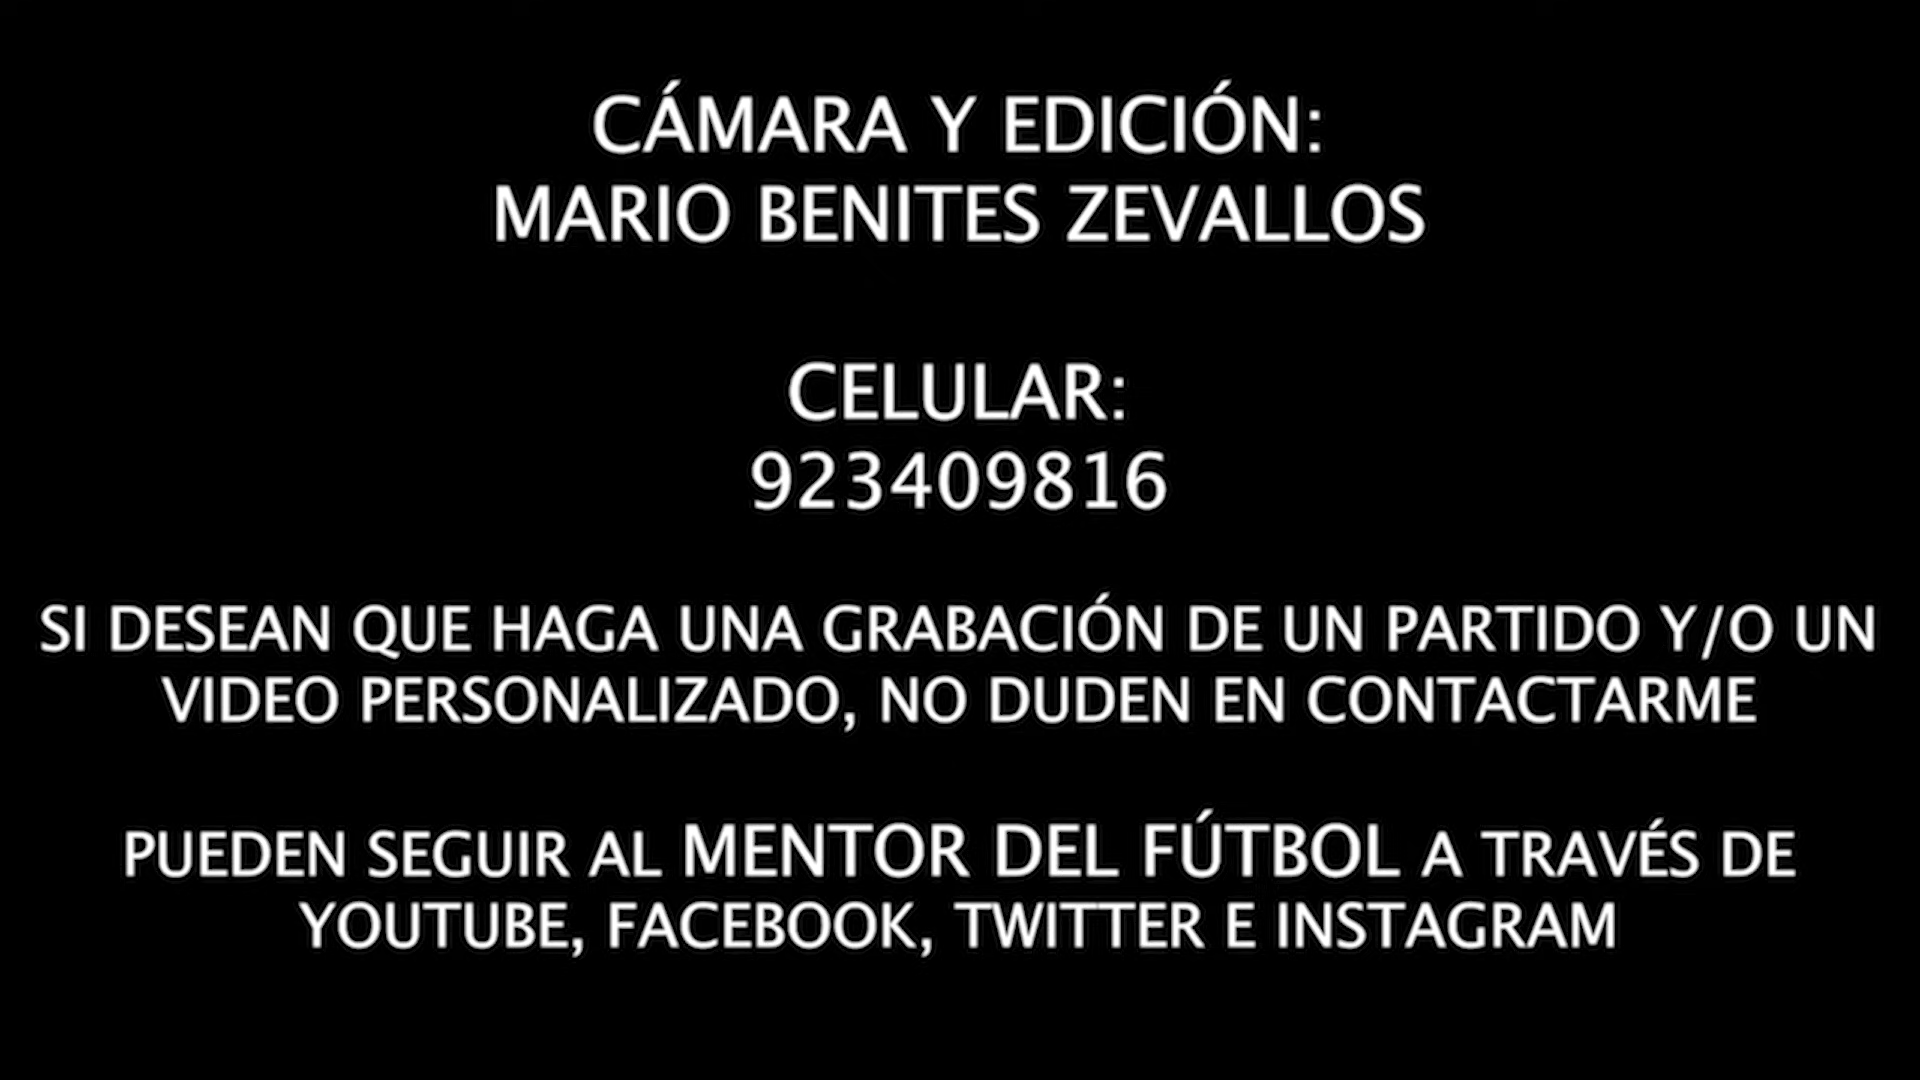 CÁMARA Y EDICIÓN:
MARIO BENITES ZEVALLOS
CELULAR:
923409816
SI DESEAN QUE HAGA UNA GRABACIÓN DE UN PARTIDO Y/O UN
VIDEO PERSONALIZADO, NO DUDEN EN CONTACTARME
PUEDEN SEGUIR AL MENTOR DEL FÚTBOL A TRAVÉS DE
YOUTUBE, FACEBOOK, TWITTER E INSTAGRAM